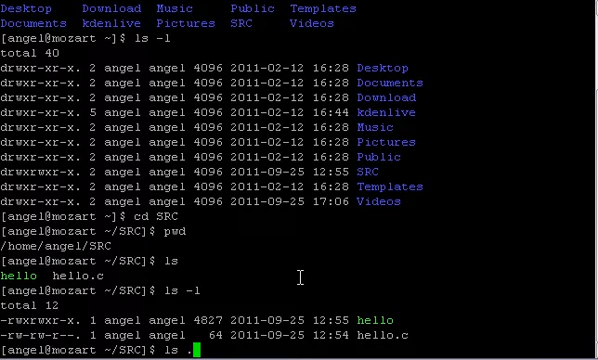 Desktop    Download  Music     Public  Templates
Documents  kdenlive  Pictures  SRC     Videos
[angel@mozart ~]$ ls -l
total 40
drwxr-xr-x. 2 angel angel 4096 2011-02-12 16:28 Desktop
drwxr-xr-x. 2 angel angel 4096 2011-02-12 16:28 Documents
drwxr-xr-x. 2 angel angel 4096 2011-02-12 16:28 Download
drwxr-xr-x. 5 angel angel 4096 2011-02-12 16:44 kdenlive
drwxr-xr-x. 2 angel angel 4096 2011-02-12 16:28 Music
drwxr-xr-x. 2 angel angel 4096 2011-02-12 16:28 Pictures
drwxr-xr-x. 2 angel angel 4096 2011-02-12 16:28 Public
drwxr-xr-x. 2 angel angel 4096 2011-09-25 12:55 SRC
drwxr-xr-x. 2 angel angel 4096 2011-02-12 16:28 Templates
drwxr-xr-x. 2 angel angel 4096 2011-09-25 17:06 Videos
[angel@mozart ~]$ cd SRC
[angel@mozart ~/SRC]$ pwd
/home/angel/SRC
[angel@mozart ~/SRC]$ ls
hello  hello.c
[angel@mozart ~/SRC]$ ls -l
total 12
-rwxrwxr-x. 1 angel angel 4827 2011-09-25 12:55 hello
-rw-rw-r--. 1 angel angel   64 2011-09-25 12:54 hello.c
[angel@mozart ~/SRC]$ ls .